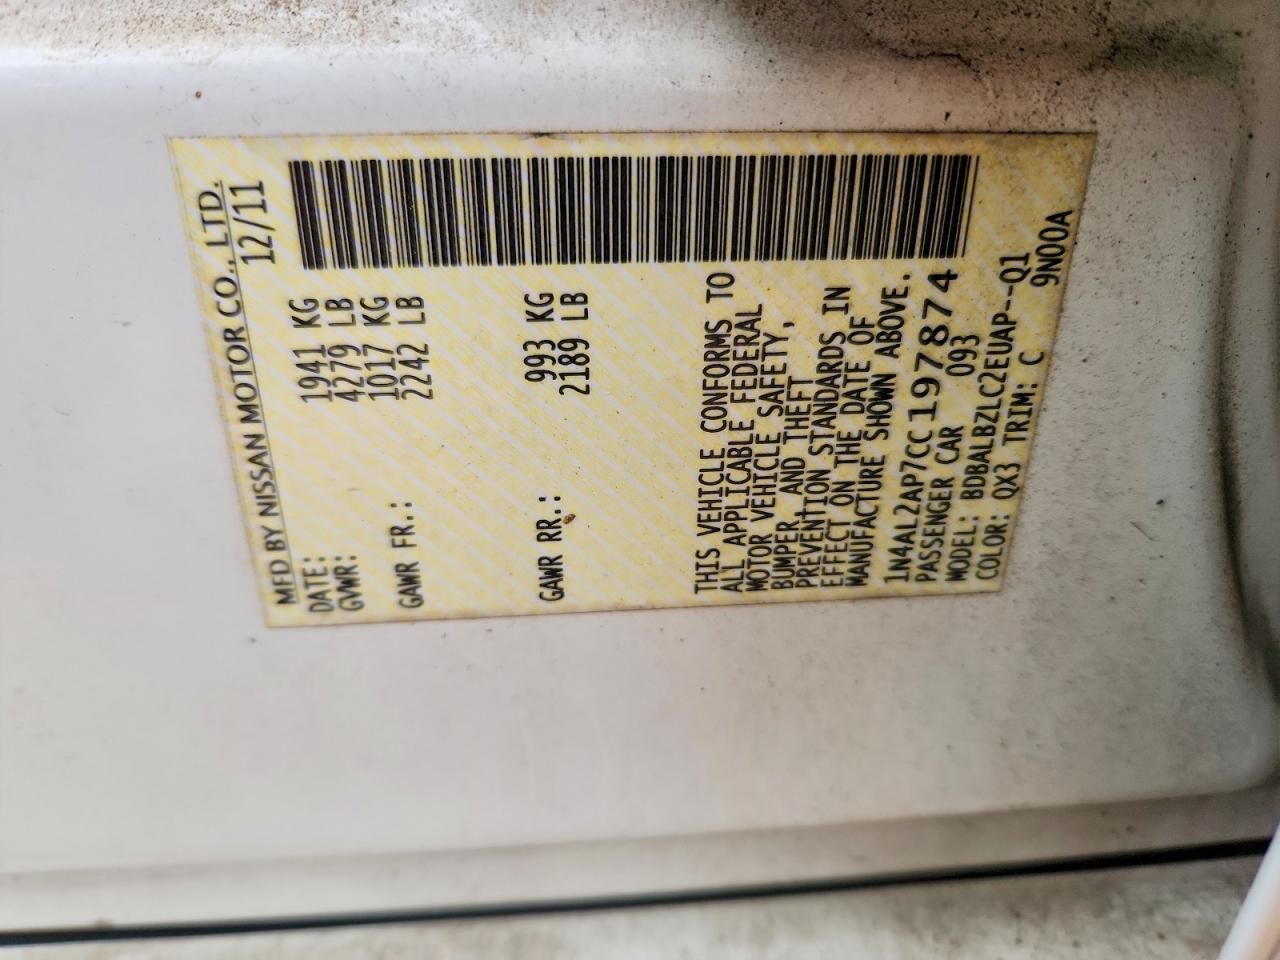 MFD BY NISSAN MOTOR CO., LTD.
DATE: 12/11
GVWR: 1941 KG
4279 LB
GAWR FR.: 1017 KG
2242 LB
GAWR RR.: 993 KG
2189 LB
THIS VEHICLE CONFORMS TO
ALL APPLICABLE FEDERAL
MOTOR VEHICLE SAFETY,
BUMPER AND THEFT
PREVENTION STANDARDS IN
EFFECT ON THE DATE OF
MANUFACTURE SHOWN ABOVE.
1N4AL2AP7CC197874
PASSENGER CAR 093
MODEL: BDBALBZLC2EUAP--Q1
COLOR: QX3 TRIM: C 9N00A